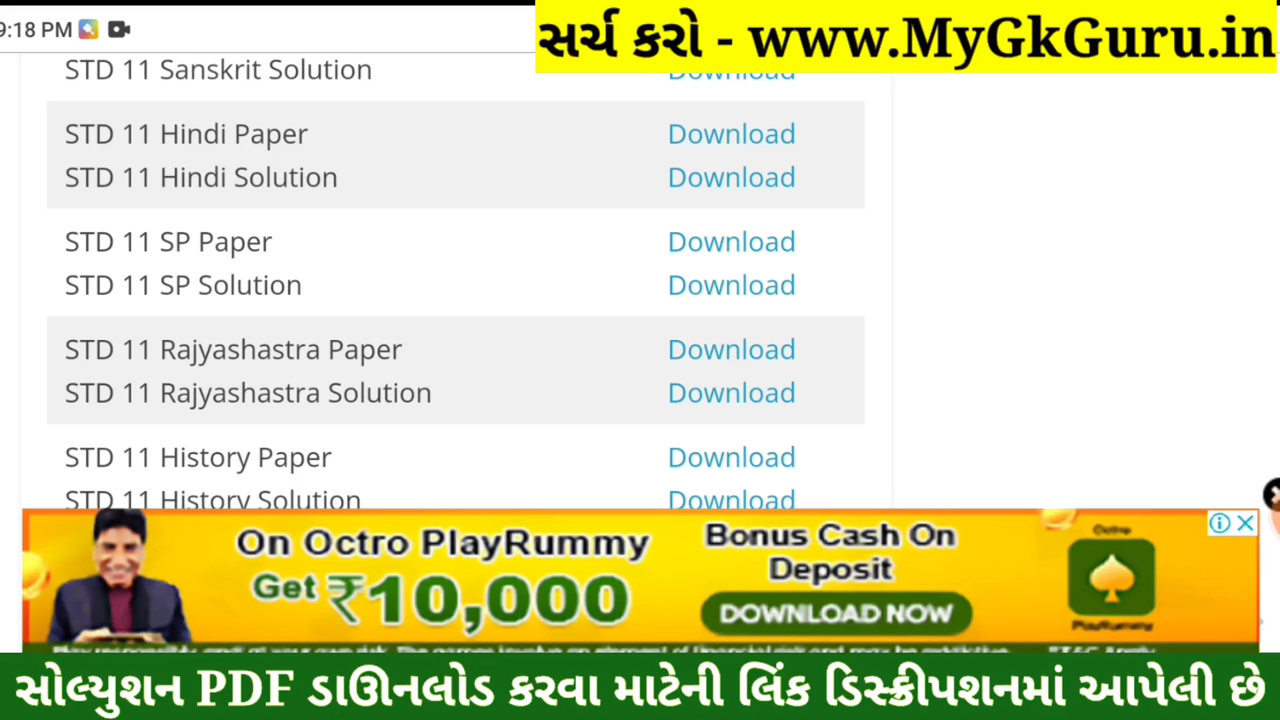 9:18 PM
સર્ચ કરો - www.MyGkGuru.in
STD 11 Sanskrit Solution Download
STD 11 Hindi Paper Download
STD 11 Hindi Solution Download
STD 11 SP Paper Download
STD 11 SP Solution Download
STD 11 Rajyashastra Paper Download
STD 11 Rajyashastra Solution Download
STD 11 History Paper Download
STD 11 History Solution Download
On Octro PlayRummy
Get ₹10,000
Bonus Cash On
Deposit
DOWNLOAD NOW
Octro
PlayRummy
સોલ્યુશન PDF ડાઊનલોડ કરવા માટેની લિંક ડિસ્ક્રીપશનમાં આપેલી છે